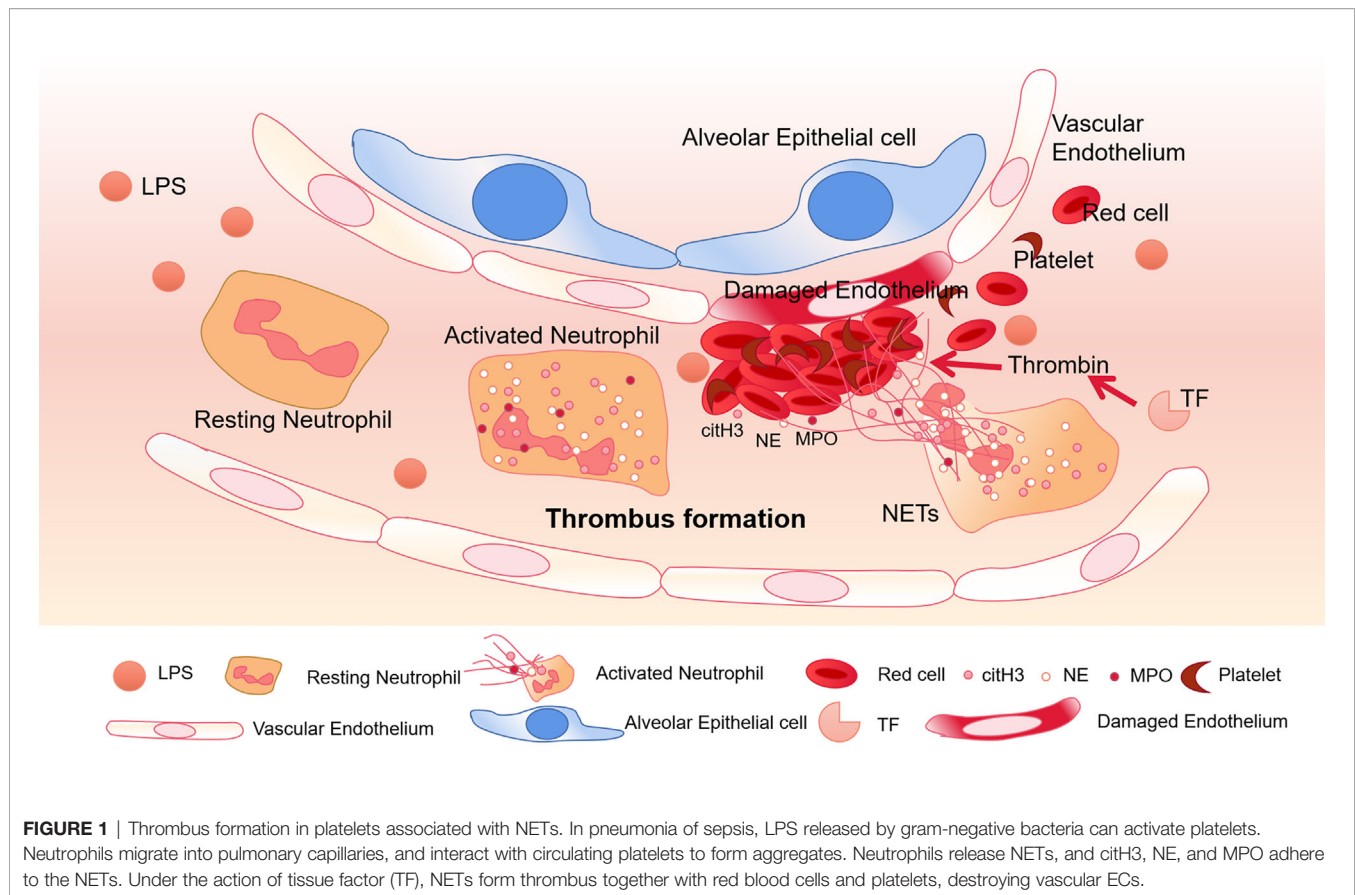 Alveolar Epithelial cell
Vascular
Endothelium
LPS
Red cell
Platelet
Damaged Endothelium
Activated Neutrophil
Thrombin
TF
Resting Neutrophil
citH3
NE
MPO
NETs
Thrombus formation
LPS
Resting Neutrophil
Activated Neutrophil
Red cell
citH3
NE
MPO
Platelet
Vascular Endothelium
Alveolar Epithelial cell
TF
Damaged Endothelium
FIGURE 1 | Thrombus formation in platelets associated with NETs. In pneumonia of sepsis, LPS released by gram-negative bacteria can activate platelets.
Neutrophils migrate into pulmonary capillaries, and interact with circulating platelets to form aggregates. Neutrophils release NETs, and citH3, NE, and MPO adhere
to the NETs. Under the action of tissue factor (TF), NETs form thrombus together with red blood cells and platelets, destroying vascular ECs.